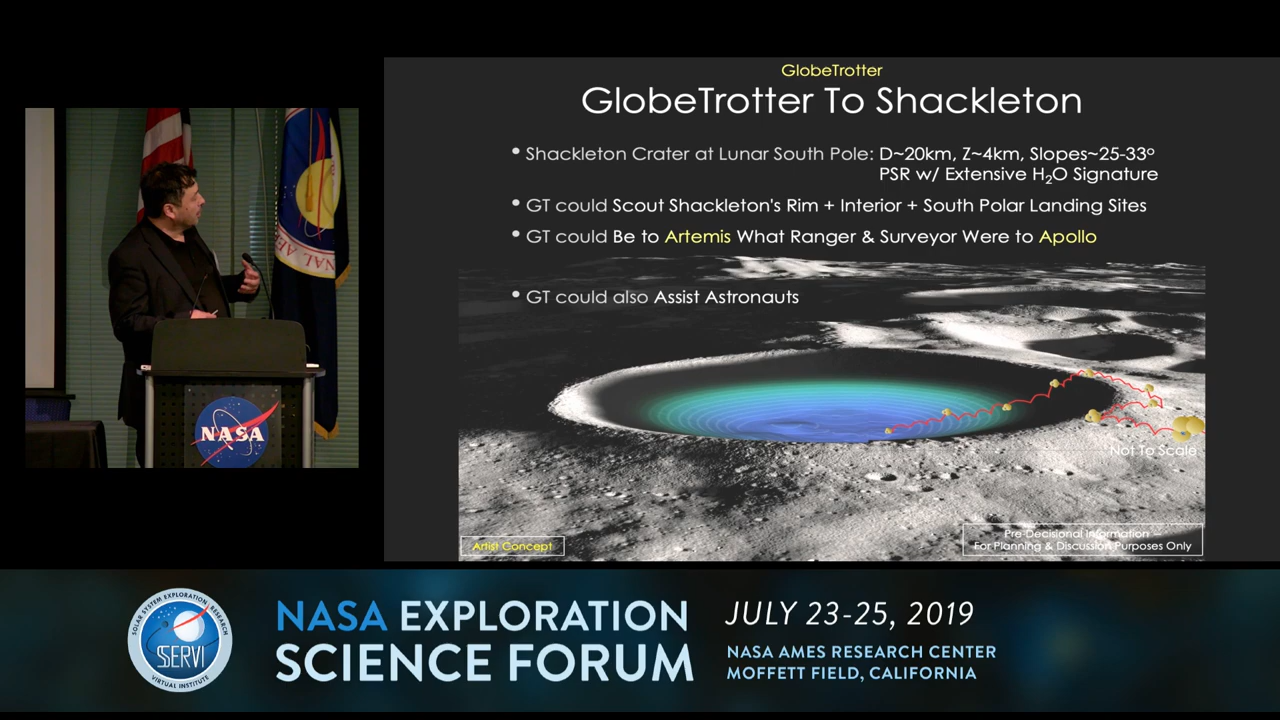 GlobeTrotter
GlobeTrotter To Shackleton
• Shackleton Crater at Lunar South Pole: D~20km, Z~4km, Slopes~25-33º
PSR w/ Extensive H₂O Signature
• GT could Scout Shackleton's Rim + Interior + South Polar Landing Sites
• GT could Be to Artemis What Ranger & Surveyor Were to Apollo
• GT could also Assist Astronauts
Not To Scale
Artist Concept
Pre-Decisional Information –
For Planning & Discussion Purposes Only
NASA
SOLAR SYSTEM EXPLORATION RESEARCH
SSERVI
VIRTUAL INSTITUTE
NASA EXPLORATION
SCIENCE FORUM
JULY 23-25, 2019
NASA AMES RESEARCH CENTER
MOFFETT FIELD, CALIFORNIA